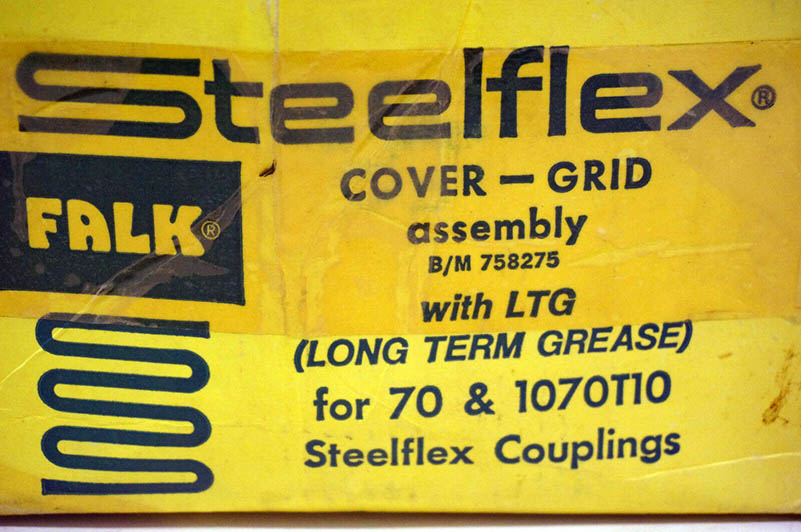 Steelflex®
COVER – GRID
FALK®
assembly
B/M 758275
with LTG
(LONG TERM GREASE)
for 70 & 1070T10
Steelflex Couplings